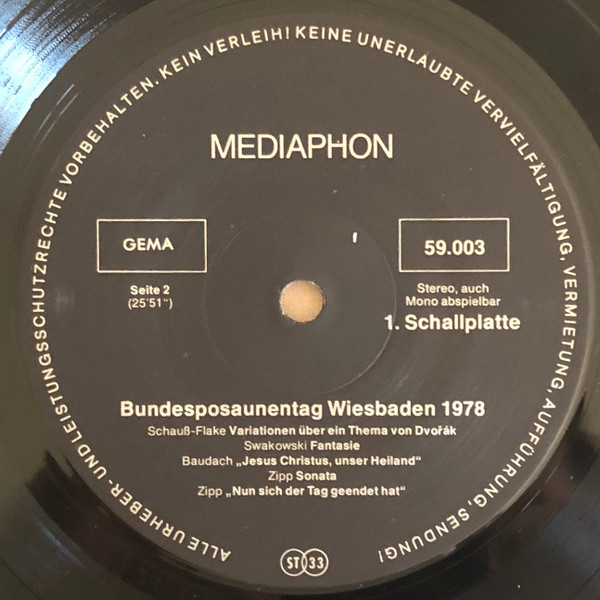 ALLE URHEBER- UND LEISTUNGSSCHUTZRECHTE VORBEHALTEN. KEIN VERLEIH! KEINE UNERLAUBTE VERVIELFÄLTIGUNG, VERMIETUNG, AUFFÜHRUNG, SENDUNG!
MEDIAPHON
GEMA
59.003
Seite 2
(25'51")
Stereo, auch
Mono abspielbar
1. Schallplatte
Bundesposaunentag Wiesbaden 1978
Schauß-Flake Variationen über ein Thema von Dvořák
Swakowski Fantasie
Baudach „Jesus Christus, unser Heiland“
Zipp Sonata
Zipp „Nun sich der Tag geendet hat“
ST 33